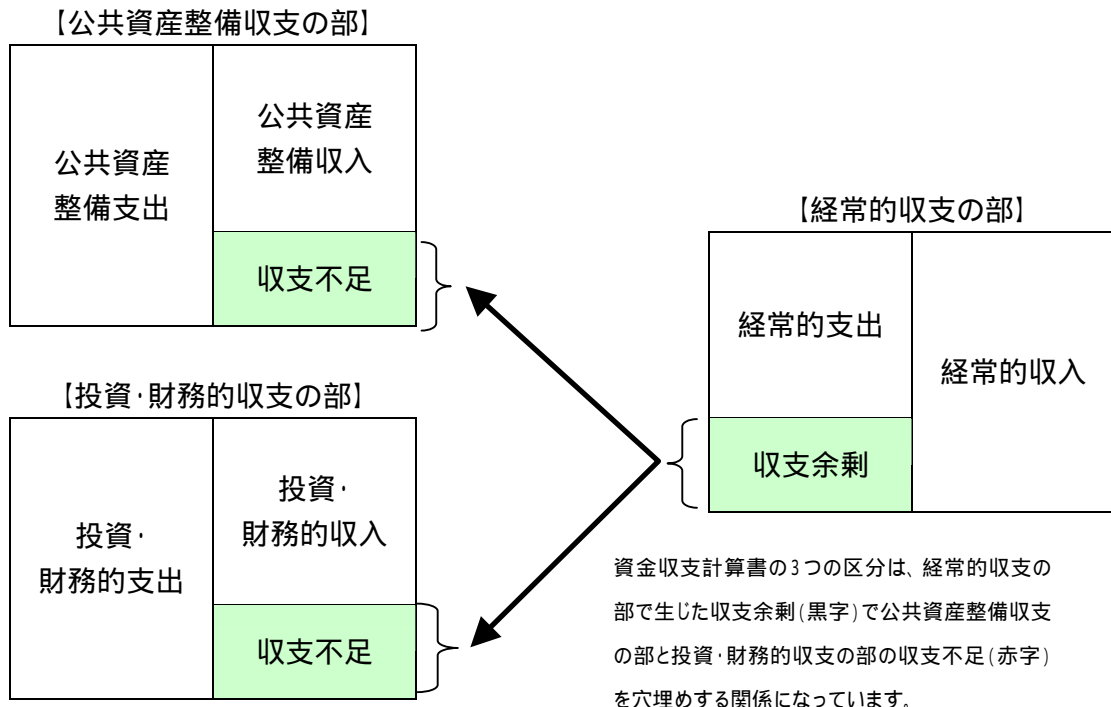 【公共資産整備収支の部】
公共資産
整備支出
公共資産
整備収入
収支不足
【投資・財務的収支の部】
投資・
財務的支出
投資・
財務的収入
収支不足
【経常的収支の部】
経常的支出
収支余剰
経常的収入
資金収支計算書の3つの区分は、経常的収支の
部で生じた収支余剰(黒字)で公共資産整備収支
の部と投資・財務的収支の部の収支不足(赤字)
を穴埋めする関係になっています。